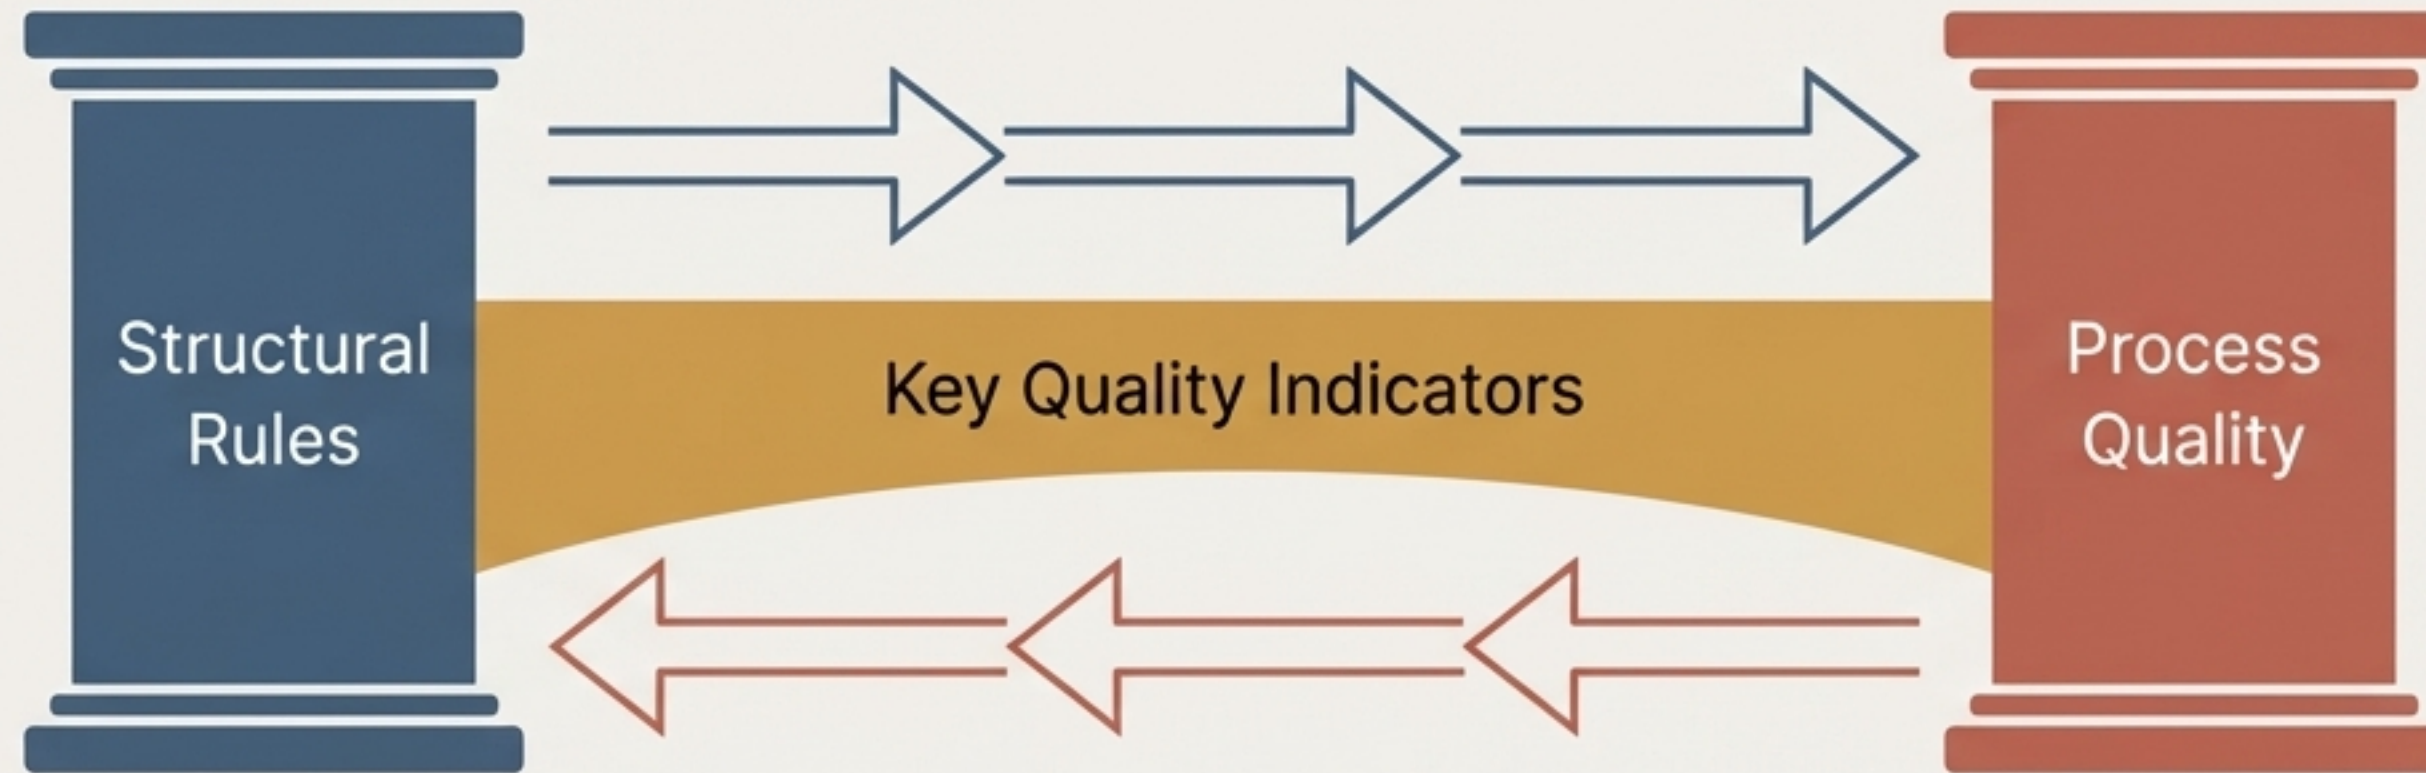 Structural
Rules
Key Quality Indicators
Process
Quality